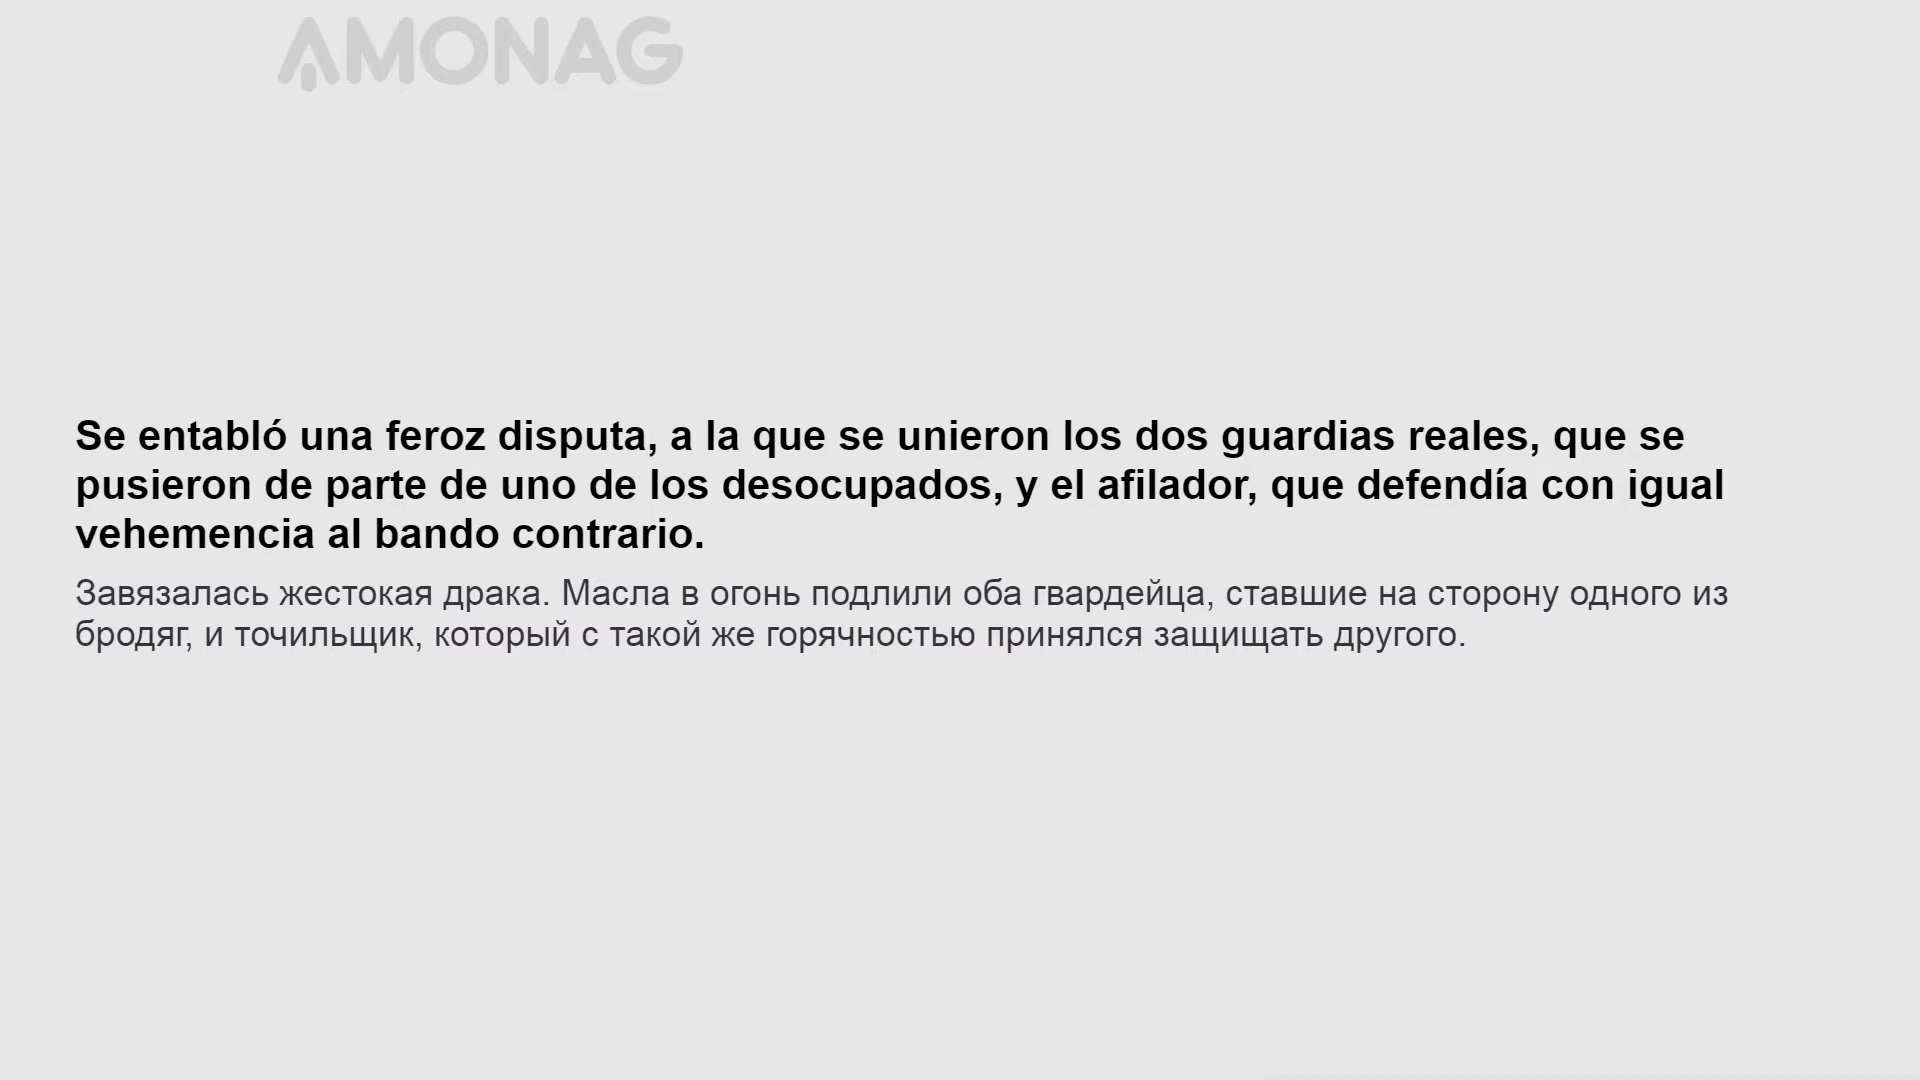 AMONAG
Se entabló una feroz disputa, a la que se unieron los dos guardias reales, que se
pusieron de parte de uno de los desocupados, y el afilador, que defendía con igual
vehemencia al bando contrario.
Завязалась жестокая драка. Масла в огонь подлили оба гвардейца, ставшие на сторону одного из
бродяг, и точильщик, который с такой же горячностью принялся защищать другого.